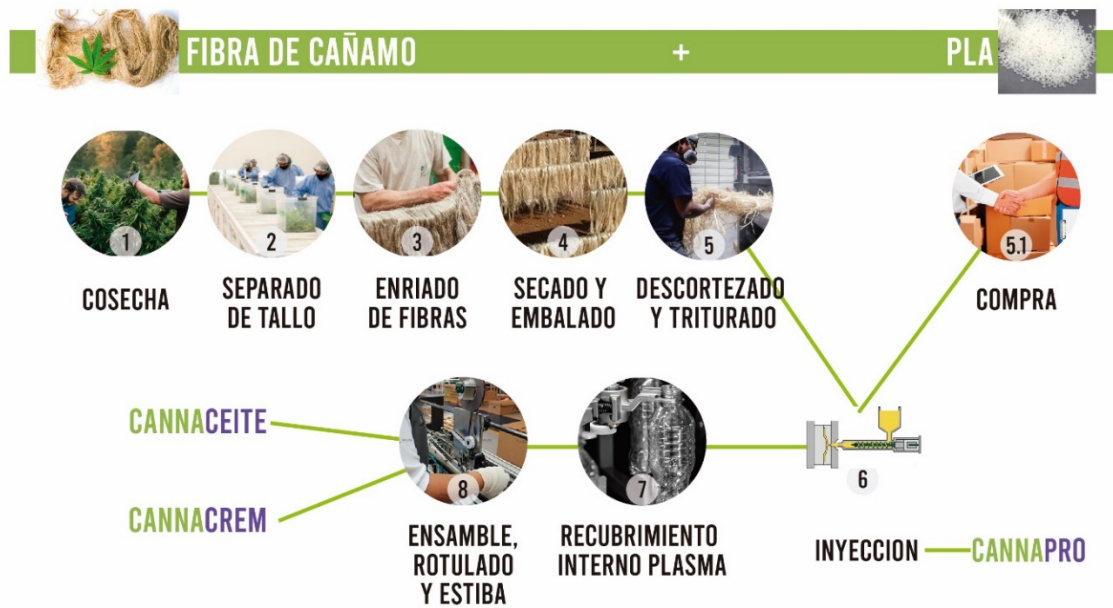 FIBRA DE CAÑAMO
+
PLA
1
2
3
4
5
5.1
COSECHA
SEPARADO
DE TALLO
ENRIADO
DE FIBRAS
SECADO Y
EMBALADO
DESCORTEZADO
Y TRITURADO
COMPRA
CANNACEITE
CANNACREM
8
7
6
ENSAMBLE,
ROTULADO
Y ESTIBA
RECUBRIMIENTO
INTERNO PLASMA
INYECCION
CANNAPRO